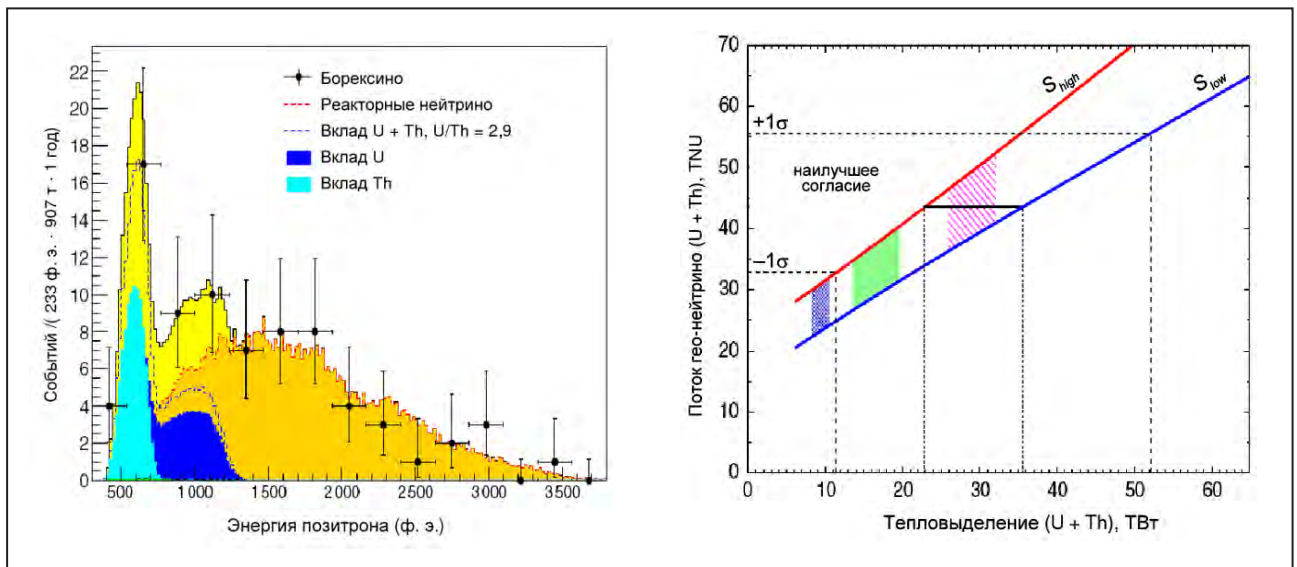 Событий /( 233 ф. э. · 907 т · 1 год)
22
20
18
16
14
12
10
8
6
4
2
0
Борексино
Реакторные нейтрино
Вклад U + Th, U/Th = 2,9
Вклад U
Вклад Th
500 1000 1500 2000 2500 3000 3500
Энергия позитрона (ф. э.)
Поток гео-нейтрино (U + Th), TNU
70
60
50
40
30
20
10
0
S high
S low
+1σ
наилучшее
согласие
−1σ
0 10 20 30 40 50 60
Тепловыделение (U + Th), ТВт